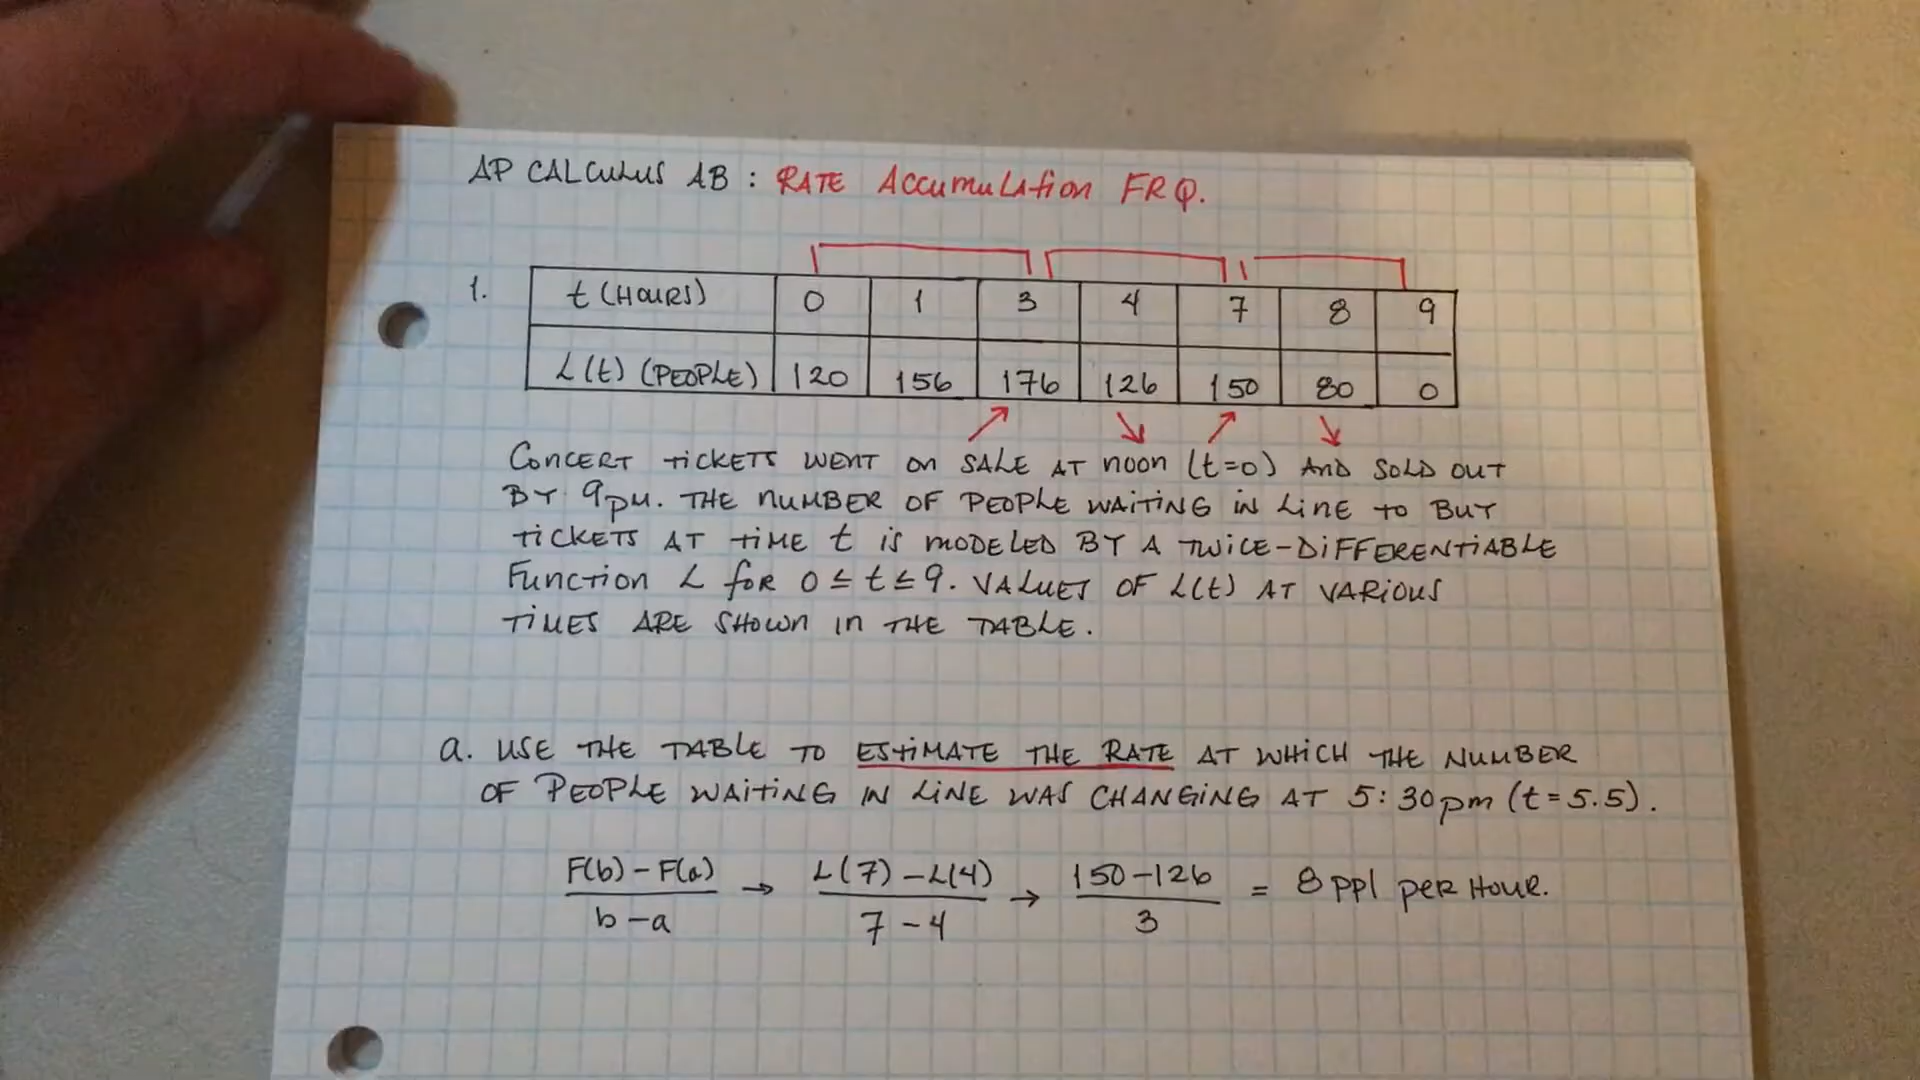 AP CALCULUS AB : RATE ACCUMULATION FRQ.
1. t (HOURS) 0 1 3 4 7 8 9
L(t) (PEOPLE) 120 156 176 126 150 80 0
CONCERT TICKETS WENT ON SALE AT NOON (t=0) AND SOLD OUT
BY 9pm. THE NUMBER OF PEOPLE WAITING IN LINE TO BUY
TICKETS AT TIME t IS MODELED BY A TWICE-DIFFERENTIABLE
FUNCTION L FOR 0 ≤ t ≤ 9. VALUES OF L(t) AT VARIOUS
TIMES ARE SHOWN IN THE TABLE.
a. USE THE TABLE TO ESTIMATE THE RATE AT WHICH THE NUMBER
OF PEOPLE WAITING IN LINE WAS CHANGING AT 5:30pm (t=5.5).
F(b) – F(a) / b – a → L(7) – L(4) / 7 – 4 → 150 – 126 / 3 = 8 ppl per HOUR.